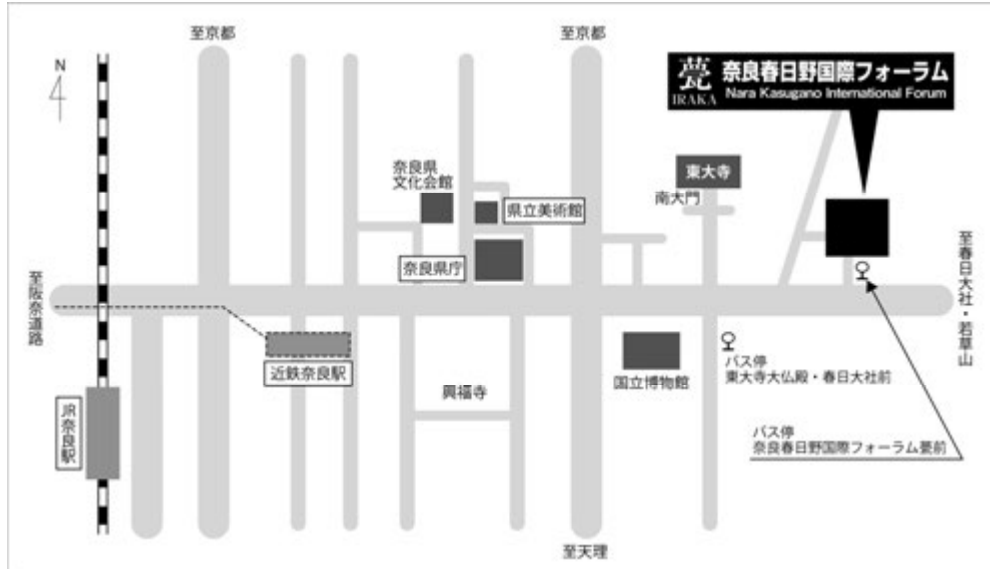 至京都
至京都
N
甍
IRAKA
奈良春日野国際フォーラム
Nara Kasugano International Forum
奈良県
文化会館
県立美術館
東大寺
南大門
奈良県庁
至阪奈道路
至春日大社・若草山
近鉄奈良駅
国立博物館
バス停
東大寺大仏殿・春日大社前
興福寺
JR奈良駅
バス停
奈良春日野国際フォーラム甍前
至天理